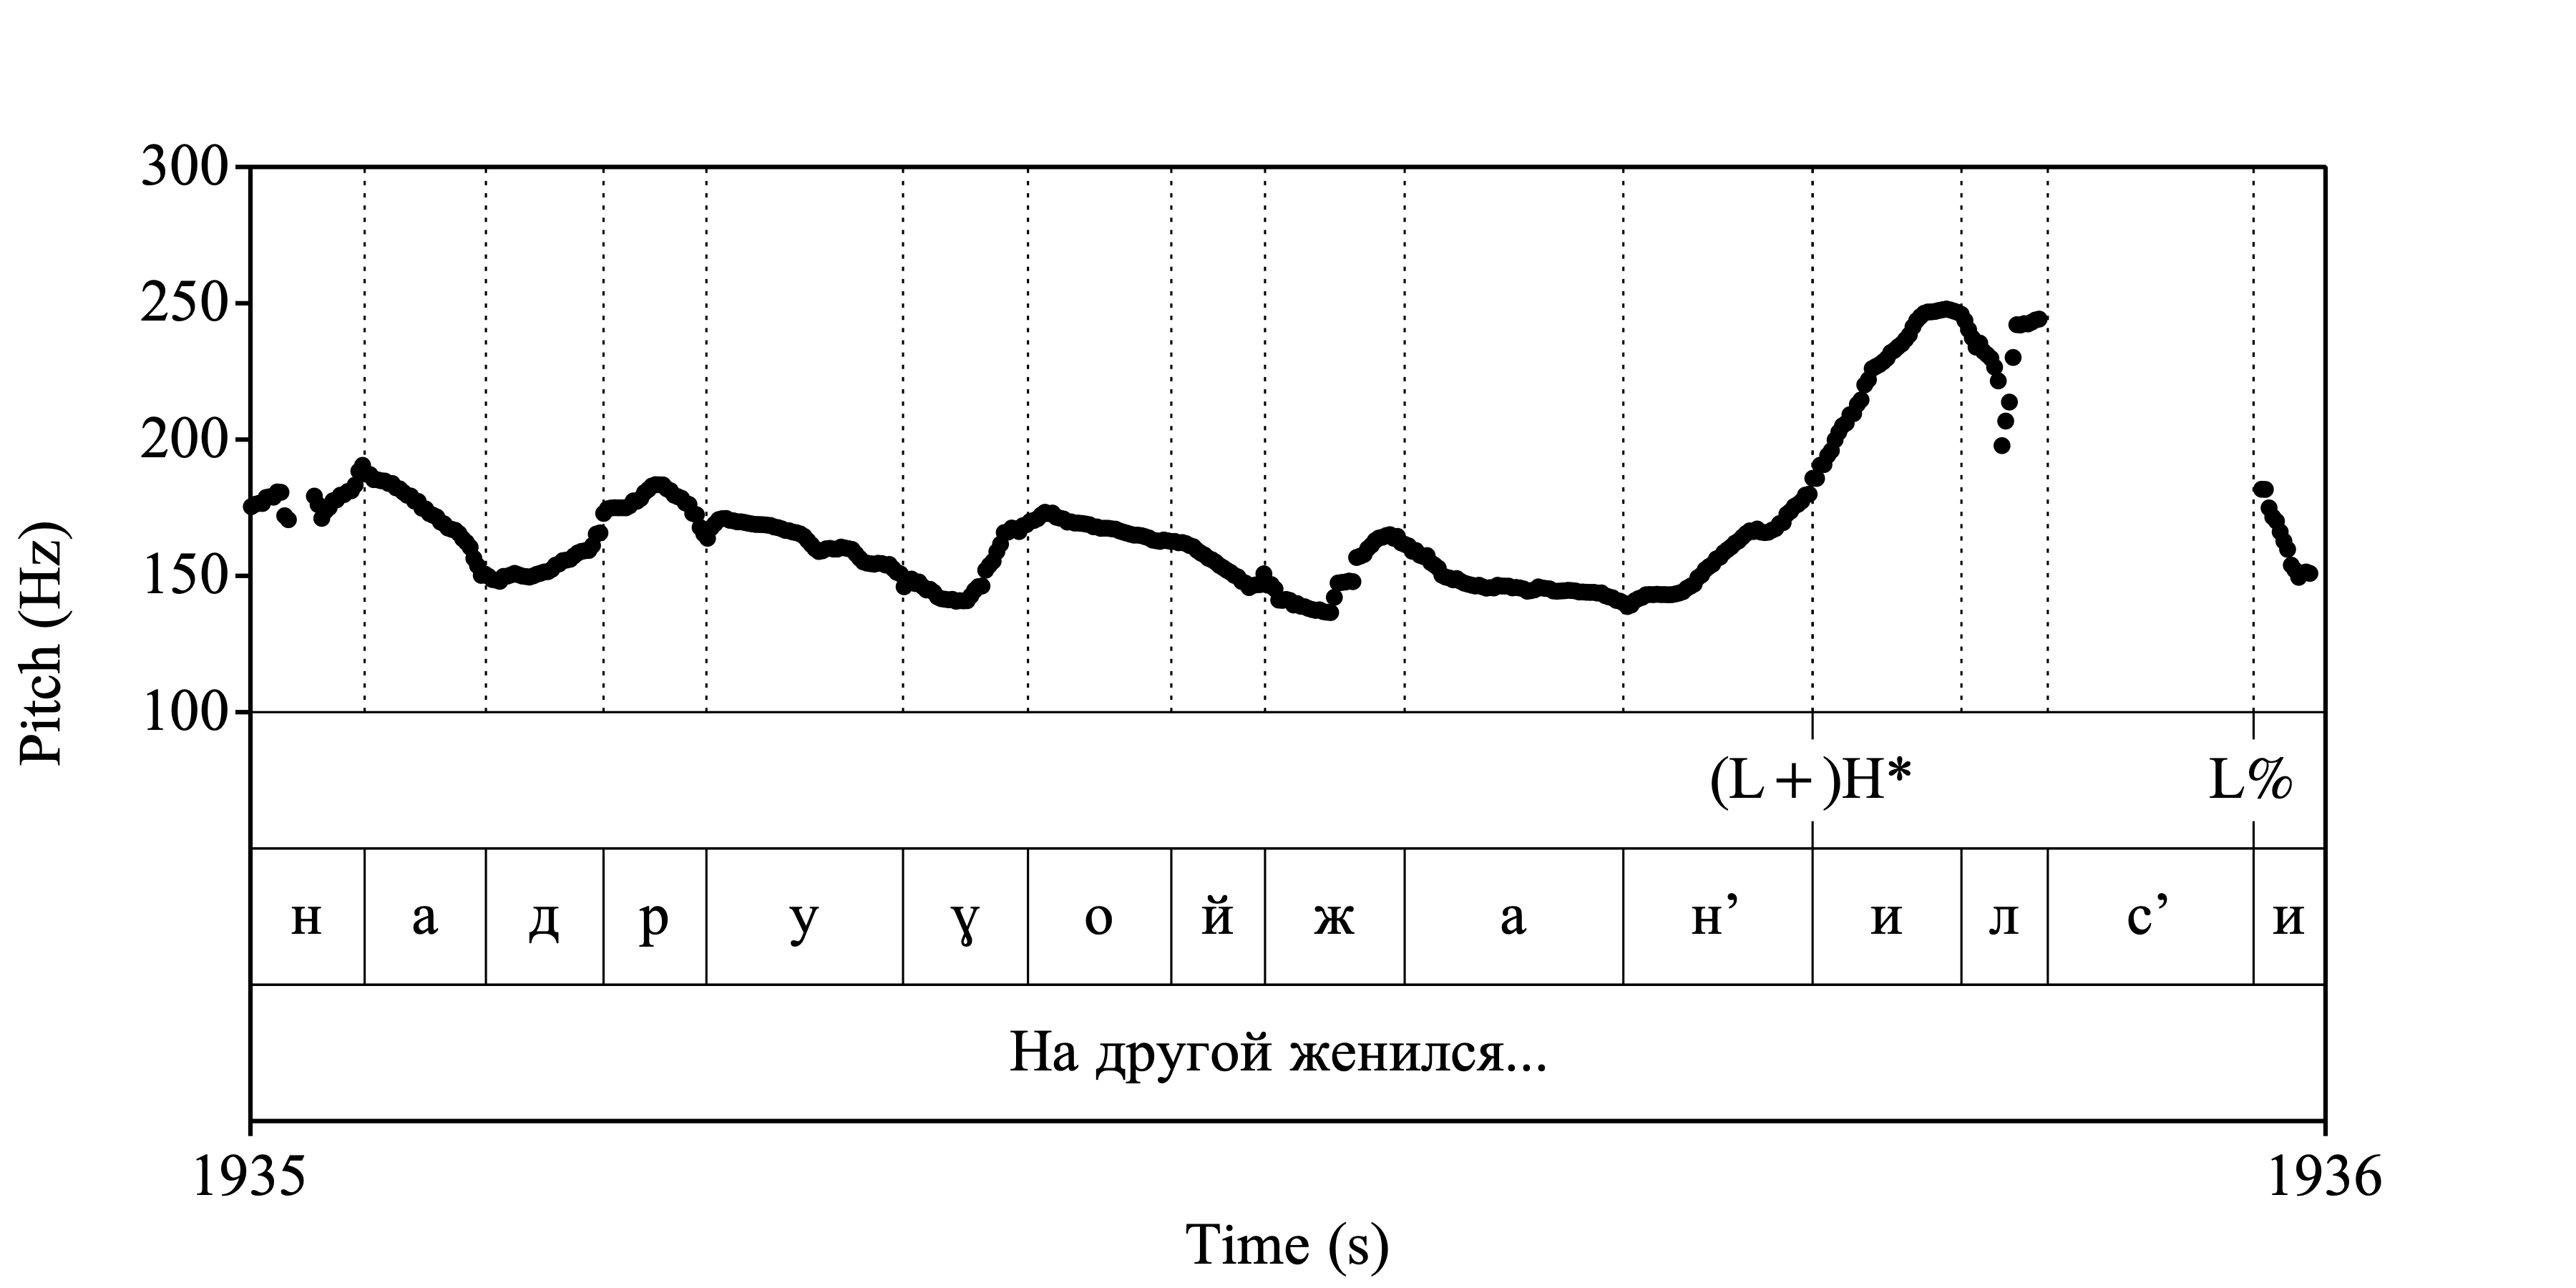 300
250
200
150
100
Pitch (Hz)
(L+)H* L%
н а д р у ɣ о й ж а н’ и л с’ и
На другой женился...
1935 1936
Time (s)